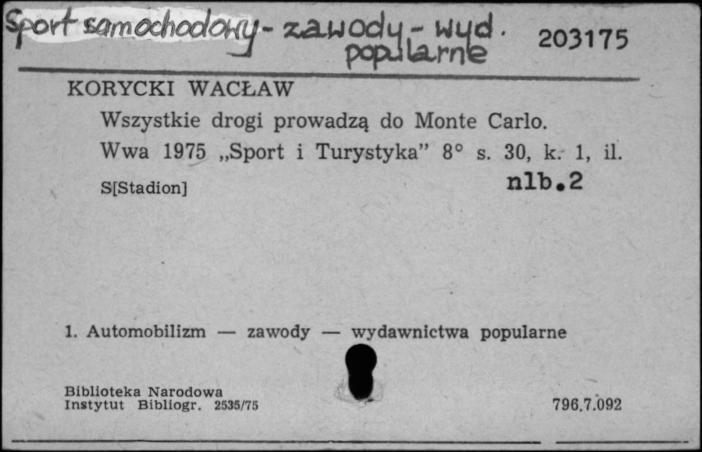 Sport samochodowy - zawody - wyd. 203175
popularne
KORYCKI WACŁAW
Wszystkie drogi prowadzą do Monte Carlo.
Wwa 1975 „Sport i Turystyka” 8° s. 30, k. 1, il.
S[Stadion] nlb.2
1. Automobilizm — zawody — wydawnictwa popularne
Biblioteka Narodowa
Instytut Bibliogr. 2535/75 796.7.092